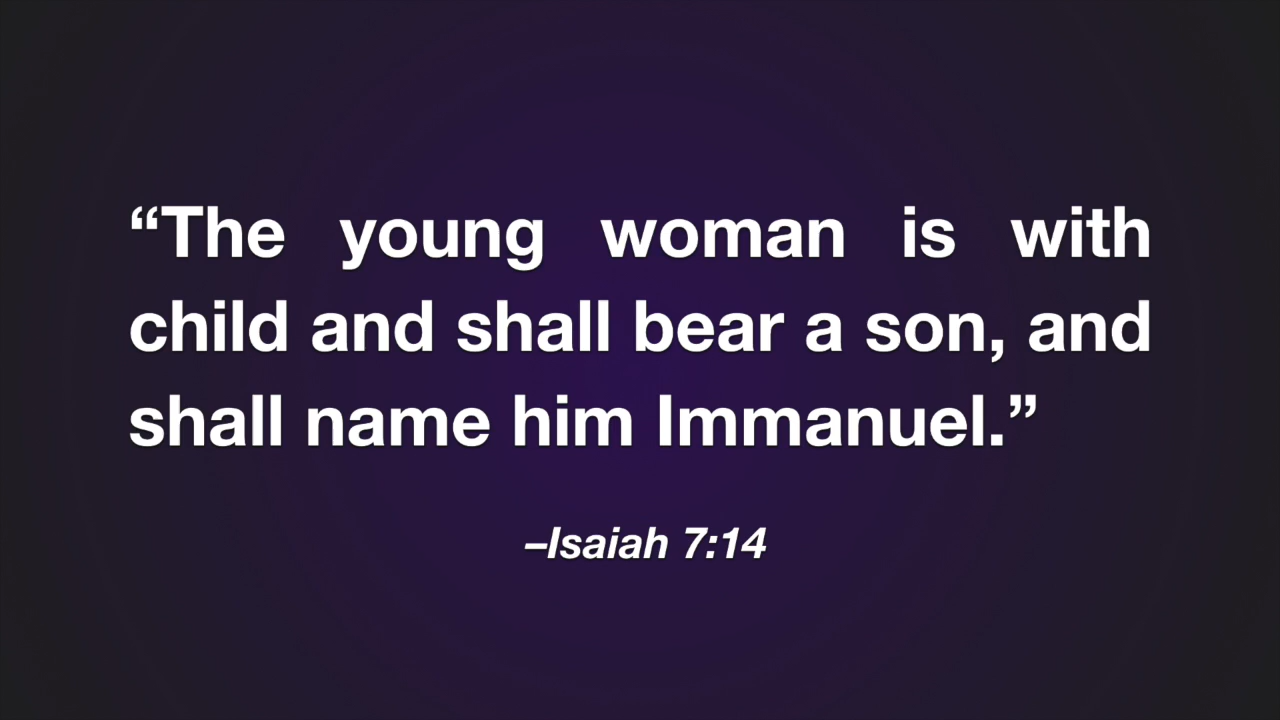 “The young woman is with
child and shall bear a son, and
shall name him Immanuel.”
–Isaiah 7:14